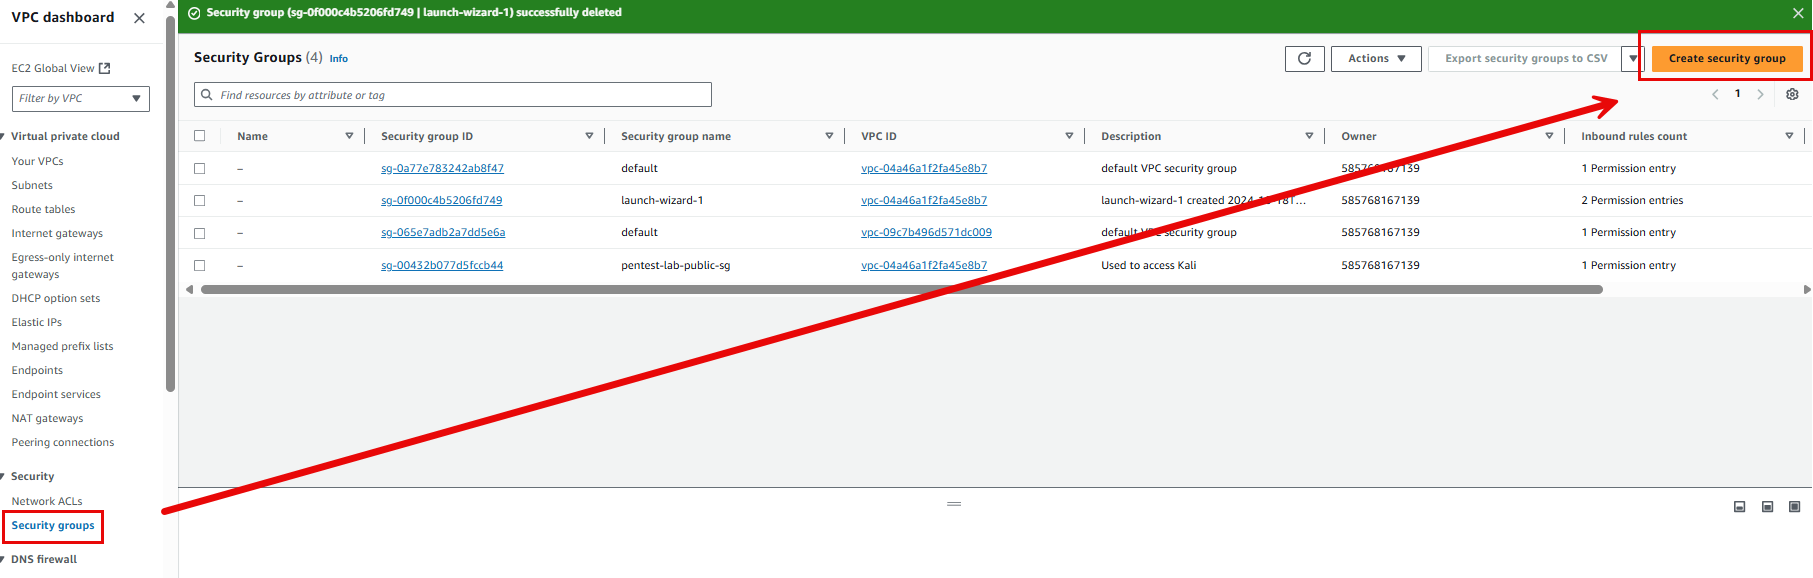 VPC dashboard
EC2 Global View
Filter by VPC
Virtual private cloud
Your VPCs
Subnets
Route tables
Internet gateways
Egress-only internet
gateways
DHCP option sets
Elastic IPs
Managed prefix lists
Endpoints
Endpoint services
NAT gateways
Peering connections
Security
Network ACLs
Security groups
DNS firewall
Security group (sg-0f000c4b5206fd749 | launch-wizard-1) successfully deleted
Security Groups (4) Info
Actions
Export security groups to CSV
Create security group
Find resources by attribute or tag
1
Name Security group ID Security group name VPC ID Description Owner Inbound rules count
– sg-0a77e783242ab8f47 default vpc-04a46a1f2fa45e8b7 default VPC security group 585768167139 1 Permission entry
– sg-0f000c4b5206fd749 launch-wizard-1 vpc-04a46a1f2fa45e8b7 launch-wizard-1 created 585768167139 2 Permission entries
– sg-065e7adb2a7dd5e6a default vpc-09c7b496d571dc009 default VPC security group 585768167139 1 Permission entry
– sg-00432b077d5fccb44 pentest-lab-public-sg vpc-04a46a1f2fa45e8b7 Used to access Kali 585768167139 1 Permission entry